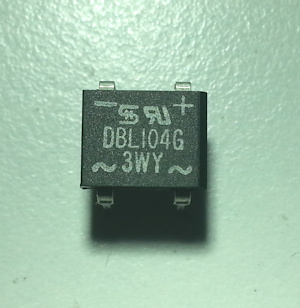 − +
DBL104G
~ 3WY ~